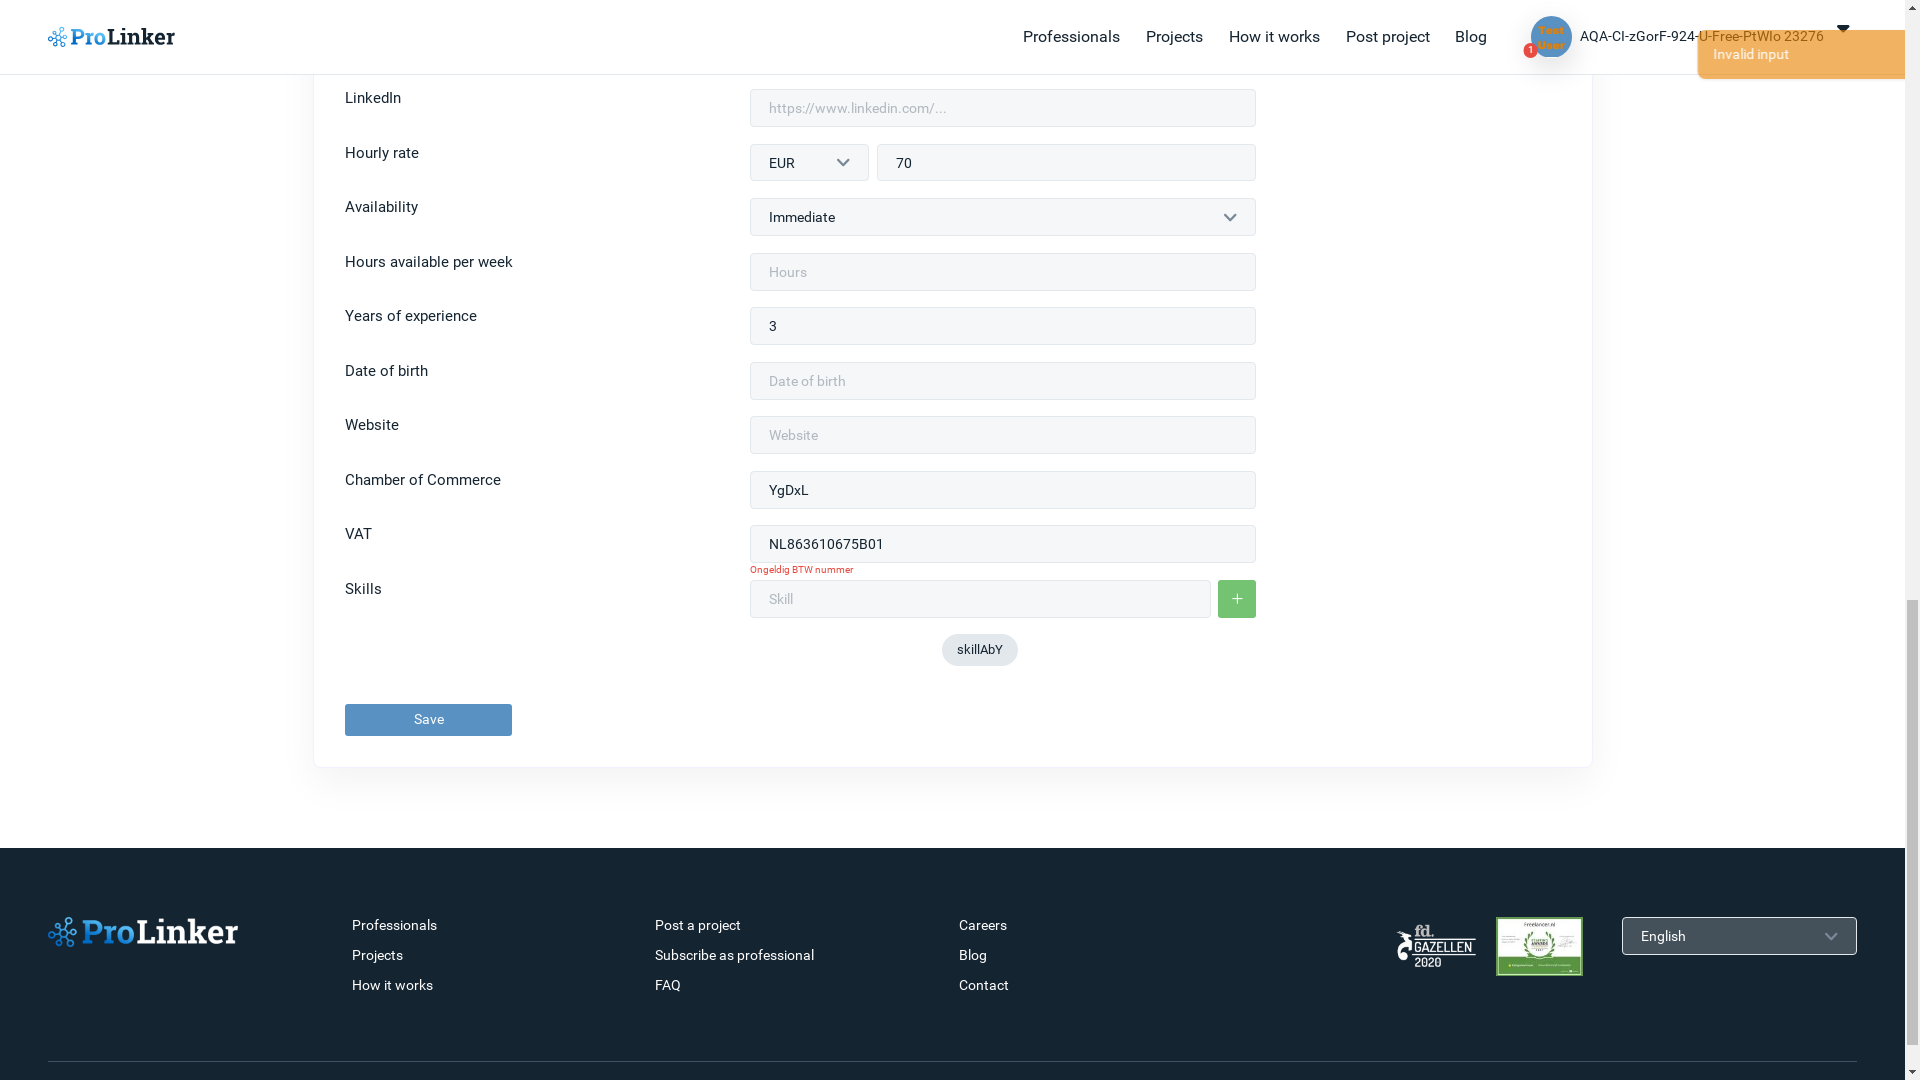 ProLinker
Professionals
Projects
How it works
Post project
Blog
Test
User
1
AQA-CI-zGorF-924-U-Free-PtWIo 23276
Invalid input
LinkedIn
https://www.linkedin.com/...
Hourly rate
EUR
70
Availability
Immediate
Hours available per week
Hours
Years of experience
3
Date of birth
Date of birth
Website
Website
Chamber of Commerce
YgDxL
VAT
NL863610675B01
Ongeldig BTW nummer
Skills
Skill
+
skillAbY
Save
ProLinker
Professionals
Projects
How it works
Post a project
Subscribe as professional
FAQ
Careers
Blog
Contact
fd.
GAZELLEN
2020
Freelancer.nl
English